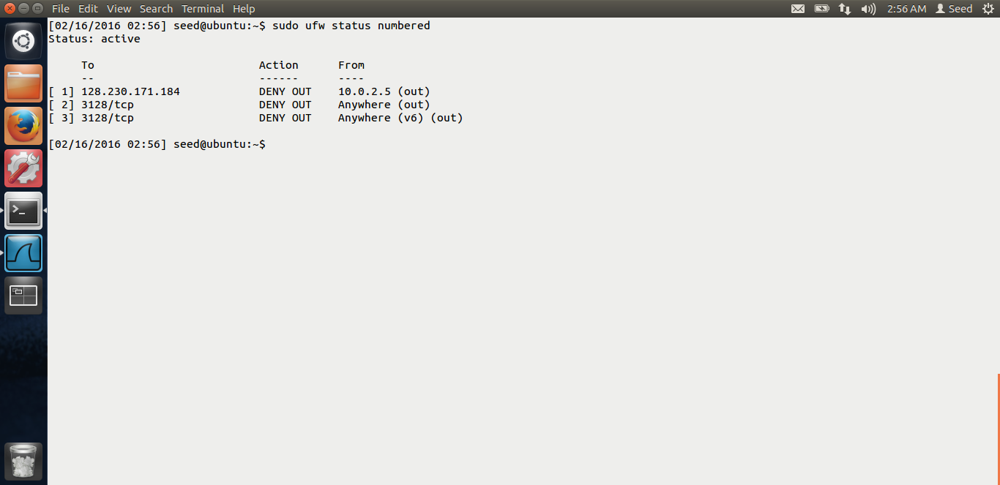 File Edit View Search Terminal Help 2:56 AM Seed
[02/16/2016 02:56] seed@ubuntu:~$ sudo ufw status numbered
Status: active
     To                         Action      From
     --                         ------      ----
[ 1] 128.230.171.184            DENY OUT    10.0.2.5 (out)
[ 2] 3128/tcp                   DENY OUT    Anywhere (out)
[ 3] 3128/tcp                   DENY OUT    Anywhere (v6) (out)
[02/16/2016 02:56] seed@ubuntu:~$